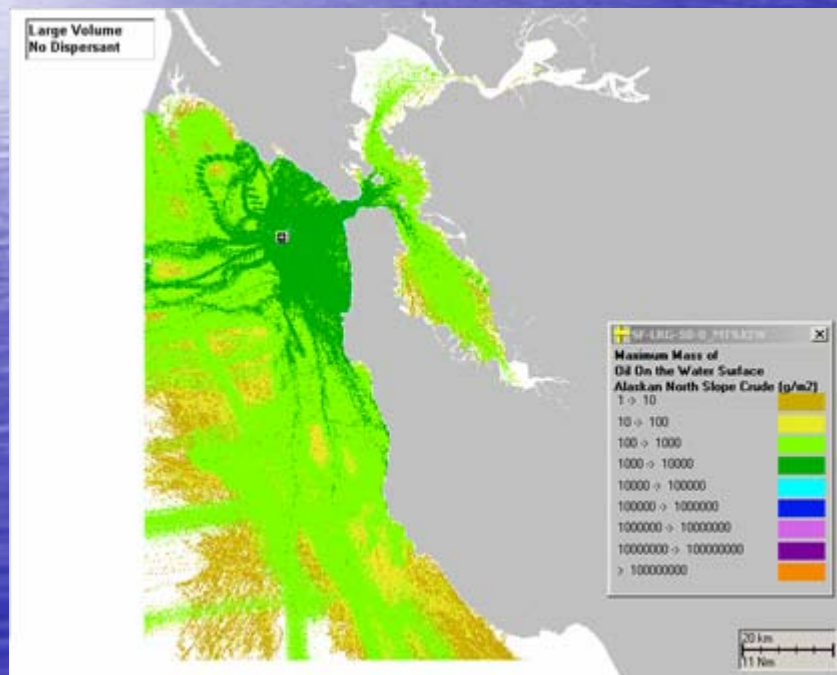 Large Volume
No Dispersant
Maximum Mass of
Oil On the Water Surface
Alaskan North Slope Crude (g/m2)
1 -> 10
10 -> 100
100 -> 1000
1000 -> 10000
10000 -> 100000
100000 -> 1000000
1000000 -> 10000000
10000000 -> 100000000
> 100000000
20 km
11 Nm